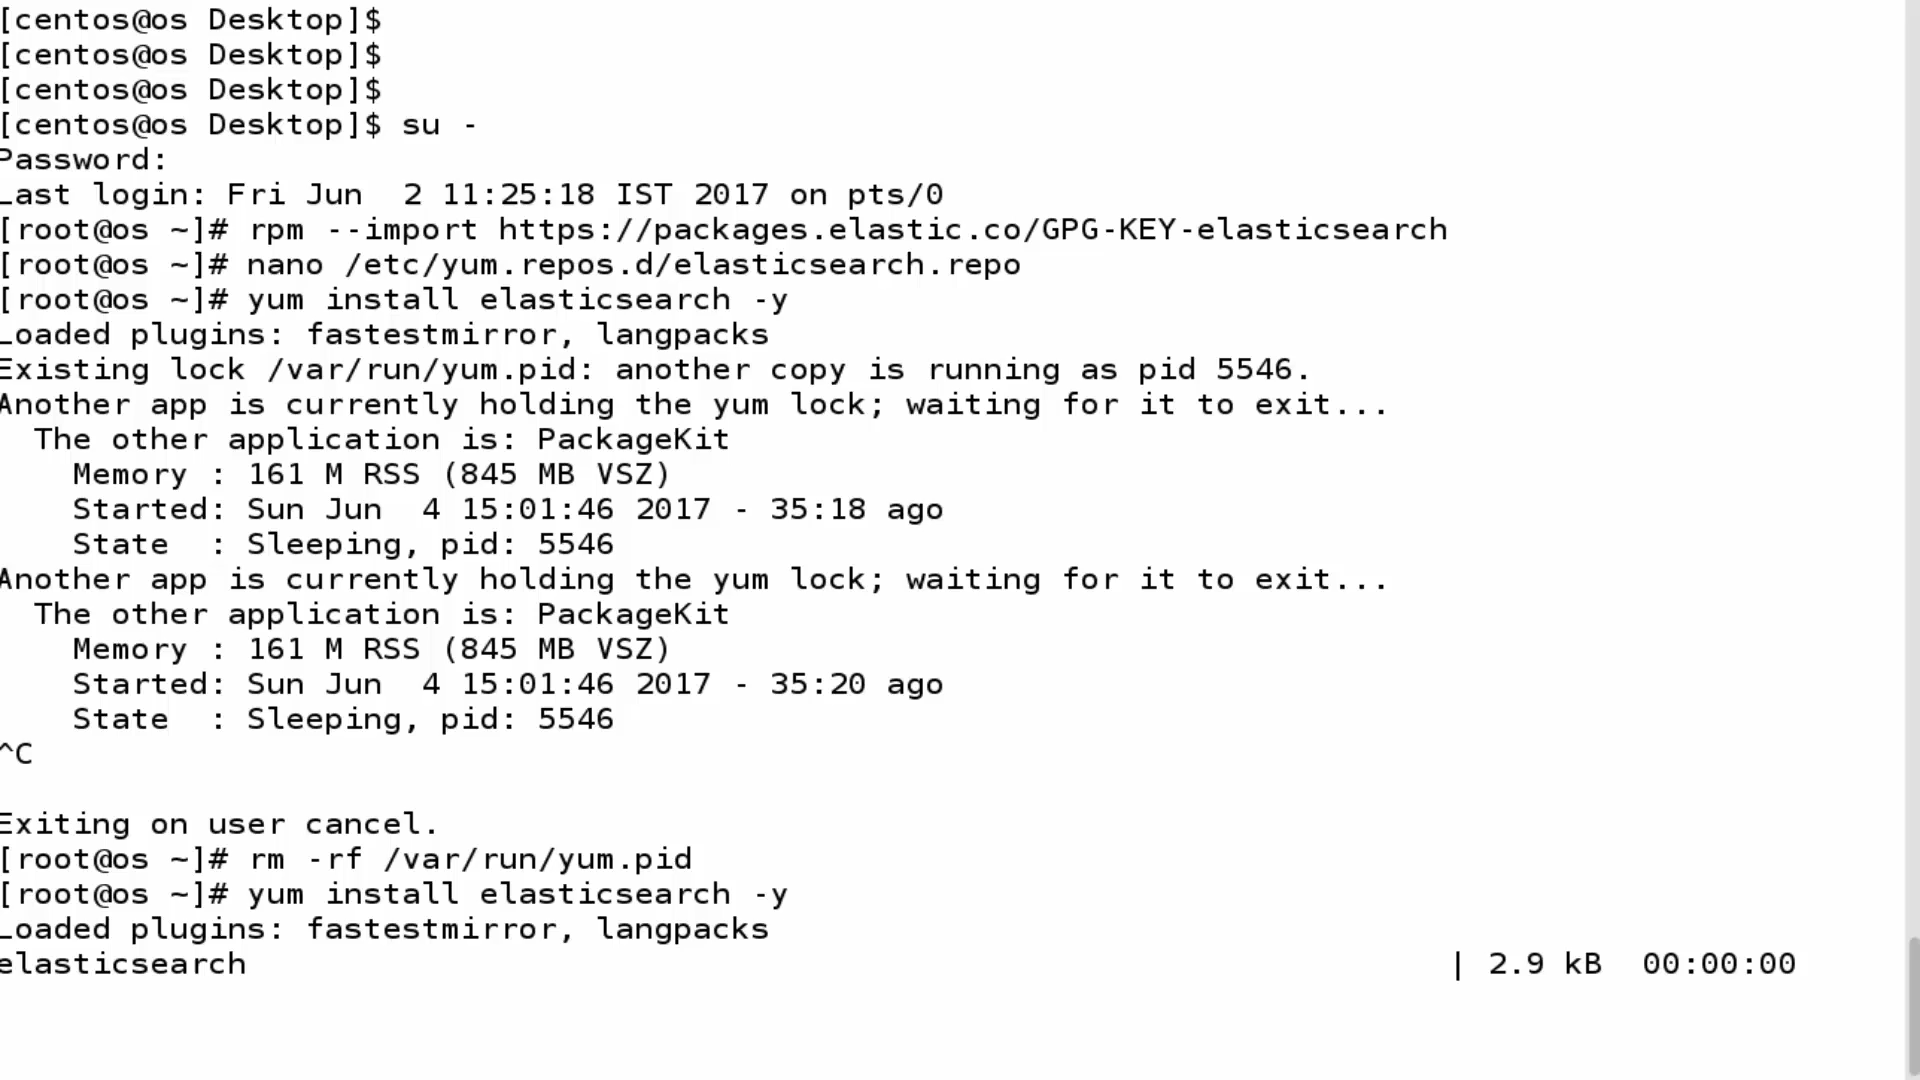 [centos@os Desktop]$
[centos@os Desktop]$
[centos@os Desktop]$
[centos@os Desktop]$ su -
Password:
Last login: Fri Jun  2 11:25:18 IST 2017 on pts/0
[root@os ~]# rpm --import https://packages.elastic.co/GPG-KEY-elasticsearch
[root@os ~]# nano /etc/yum.repos.d/elasticsearch.repo
[root@os ~]# yum install elasticsearch -y
Loaded plugins: fastestmirror, langpacks
Existing lock /var/run/yum.pid: another copy is running as pid 5546.
Another app is currently holding the yum lock; waiting for it to exit...
  The other application is: PackageKit
    Memory : 161 M RSS (845 MB VSZ)
    Started: Sun Jun  4 15:01:46 2017 - 35:18 ago
    State  : Sleeping, pid: 5546
Another app is currently holding the yum lock; waiting for it to exit...
  The other application is: PackageKit
    Memory : 161 M RSS (845 MB VSZ)
    Started: Sun Jun  4 15:01:46 2017 - 35:20 ago
    State  : Sleeping, pid: 5546
^C

Exiting on user cancel.
[root@os ~]# rm -rf /var/run/yum.pid
[root@os ~]# yum install elasticsearch -y
Loaded plugins: fastestmirror, langpacks
elasticsearch | 2.9 kB  00:00:00